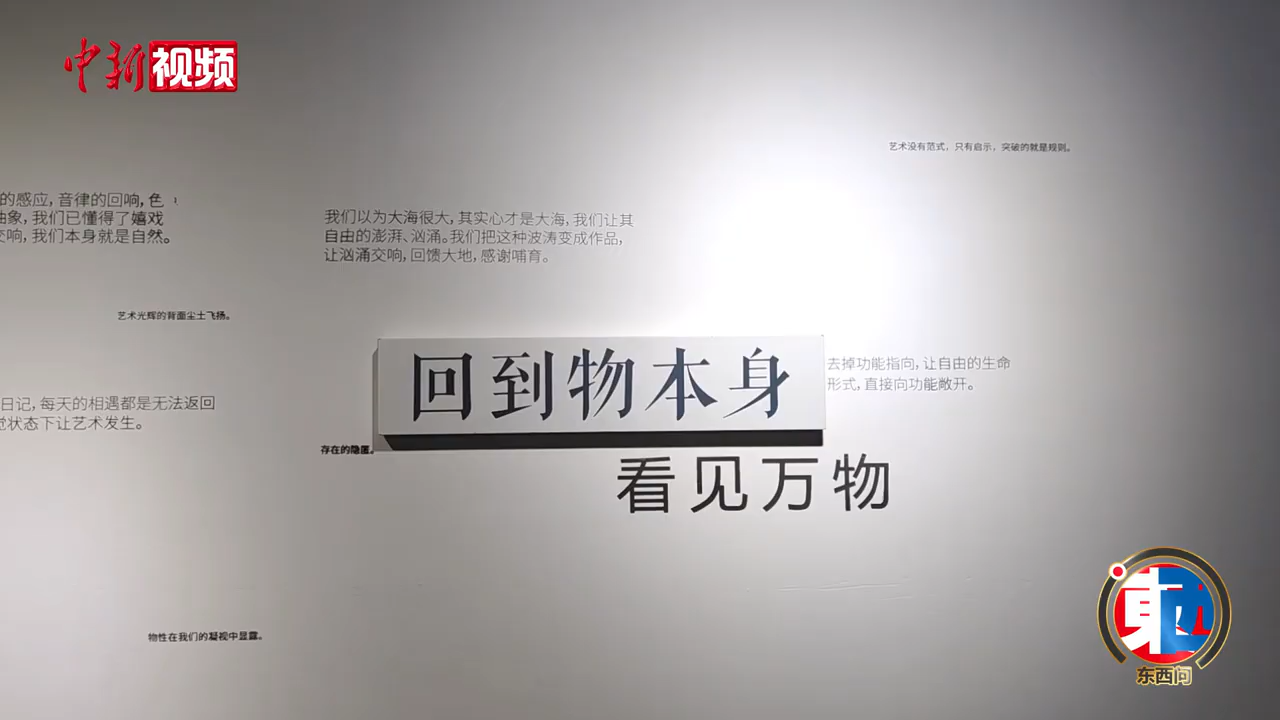 中新视频
艺术没有范式，只有启示，突破的就是规则。
的感应，音律的回响，色
抽象，我们已懂得了嬉戏
交响，我们本身就是自然。
我们以为大海很大，其实心才是大海，我们让其
自由的澎湃、汹涌。我们把这种波涛变成作品，
让汹涌交响，回馈大地，感谢哺育。
艺术光辉的背面尘土飞扬。
回到物本身
去掉功能指向，让自由的生命
形式，直接向功能敞开。
日记，每天的相遇都是无法返回
觉状态下让艺术发生。
存在的隐匿。
看见万物
物性在我们的凝视中显露。
東西
东西问